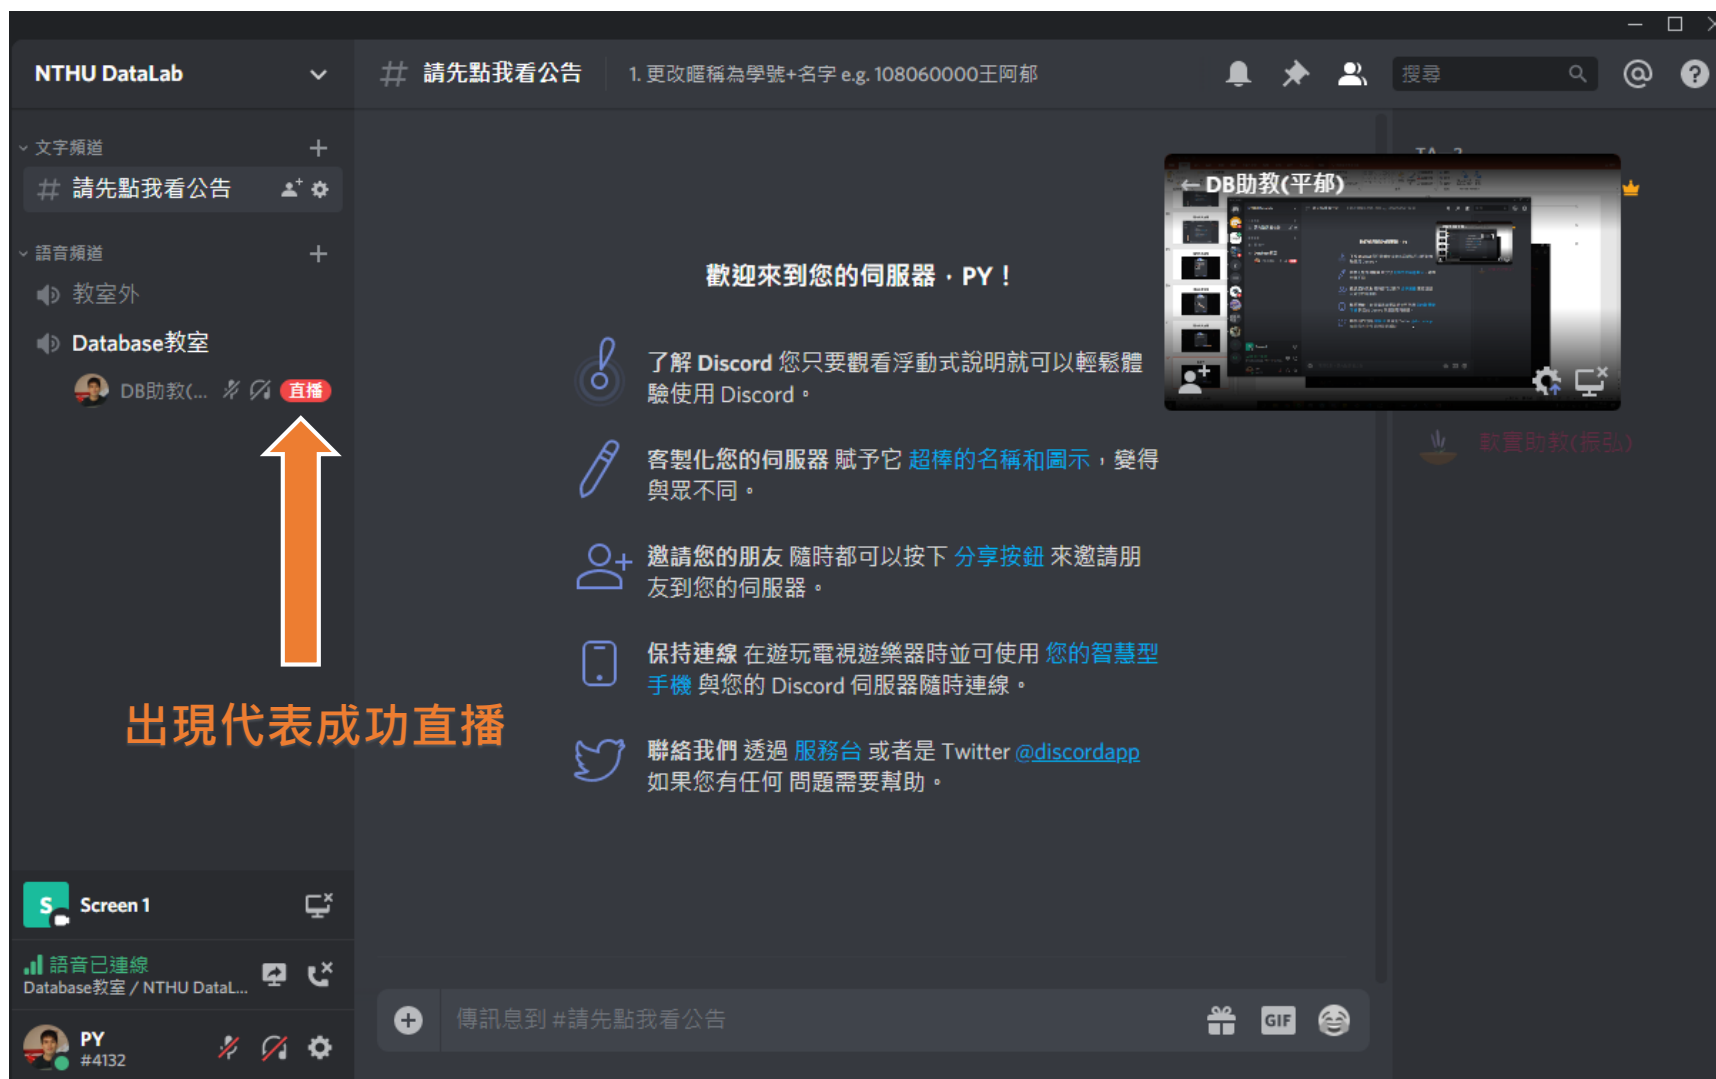 NTHU DataLab
請先點我看公告
1. 更改暱稱為學號+名字 e.g. 108060000王阿郁
搜尋
文字頻道
請先點我看公告
語音頻道
教室外
Database教室
DB助教(...
直播
出現代表成功直播
Screen 1
語音已連線
Database教室 / NTHU DataL...
PY
#4132
歡迎來到您的伺服器，PY！
了解 Discord 您只要觀看浮動式說明就可以輕鬆體
驗使用 Discord。
客製化您的伺服器 賦予它 超棒的名稱和圖示，變得
與眾不同。
邀請您的朋友 隨時都可以按下 分享按鈕 來邀請朋
友到您的伺服器。
保持連線 在遊玩電視遊樂器時並可使用 您的智慧型
手機 與您的 Discord 伺服器隨時連線。
聯絡我們 透過 服務台 或者是 Twitter @discordapp
如果您有任何 問題需要幫助。
傳訊息到 #請先點我看公告
GIF
DB助教(平郁)
軟實助教(振弘)